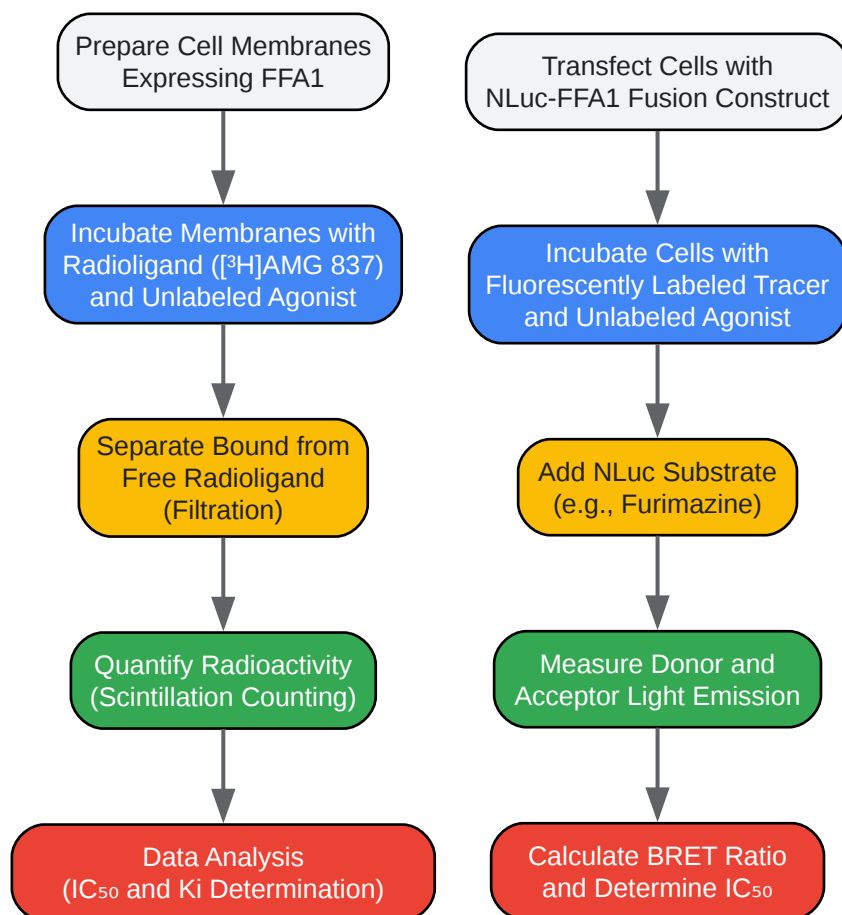 Prepare Cell Membranes
Expressing FFA1
Incubate Membranes with
Radioligand ([³H]AMG 837)
and Unlabeled Agonist
Separate Bound from
Free Radioligand
(Filtration)
Quantify Radioactivity
(Scintillation Counting)
Data Analysis
(IC₅₀ and Ki Determination)
Transfect Cells with
NLuc-FFA1 Fusion Construct
Incubate Cells with
Fluorescently Labeled Tracer
and Unlabeled Agonist
Add NLuc Substrate
(e.g., Furimazine)
Measure Donor and
Acceptor Light Emission
Calculate BRET Ratio
and Determine IC₅₀